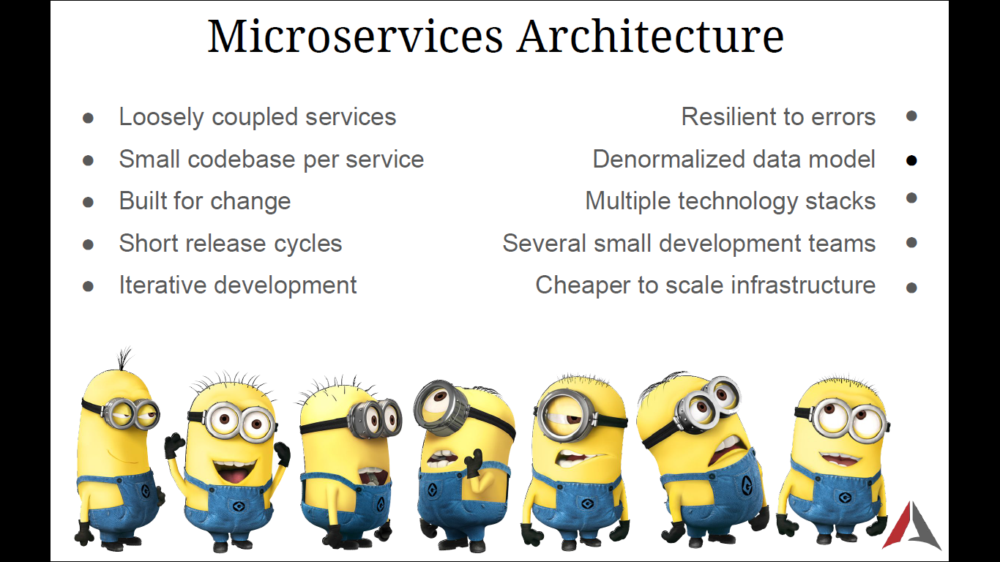 Microservices Architecture
● Loosely coupled services
● Small codebase per service
● Built for change
● Short release cycles
● Iterative development
Resilient to errors ●
Denormalized data model ●
Multiple technology stacks ●
Several small development teams ●
Cheaper to scale infrastructure ●